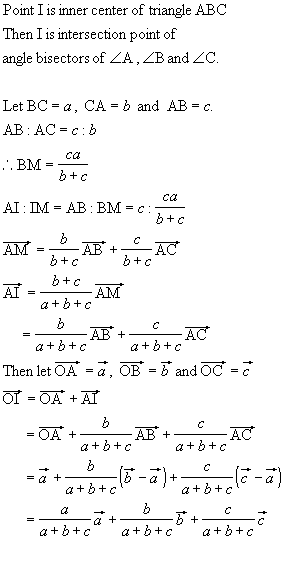 Point I is inner center of triangle ABC
Then I is intersection point of
angle bisectors of ∠A , ∠B and ∠C.
Let BC = a , CA = b and AB = c.
AB : AC = c : b
∴ BM = ca/(b + c)
AI : IM = AB : BM = c : ca/(b + c)
AM⃗ = b/(b + c) AB⃗ + c/(b + c) AC⃗
AI⃗ = (b + c)/(a + b + c) AM⃗
= b/(a + b + c) AB⃗ + c/(a + b + c) AC⃗
Then let OA⃗ = a⃗ , OB⃗ = b⃗ and OC⃗ = c⃗
OI⃗ = OA⃗ + AI⃗
= OA⃗ + b/(a + b + c) AB⃗ + c/(a + b + c) AC⃗
= a⃗ + b/(a + b + c) (b⃗ − a⃗) + c/(a + b + c) (c⃗ − a⃗)
= a/(a + b + c) a⃗ + b/(a + b + c) b⃗ + c/(a + b + c) c⃗